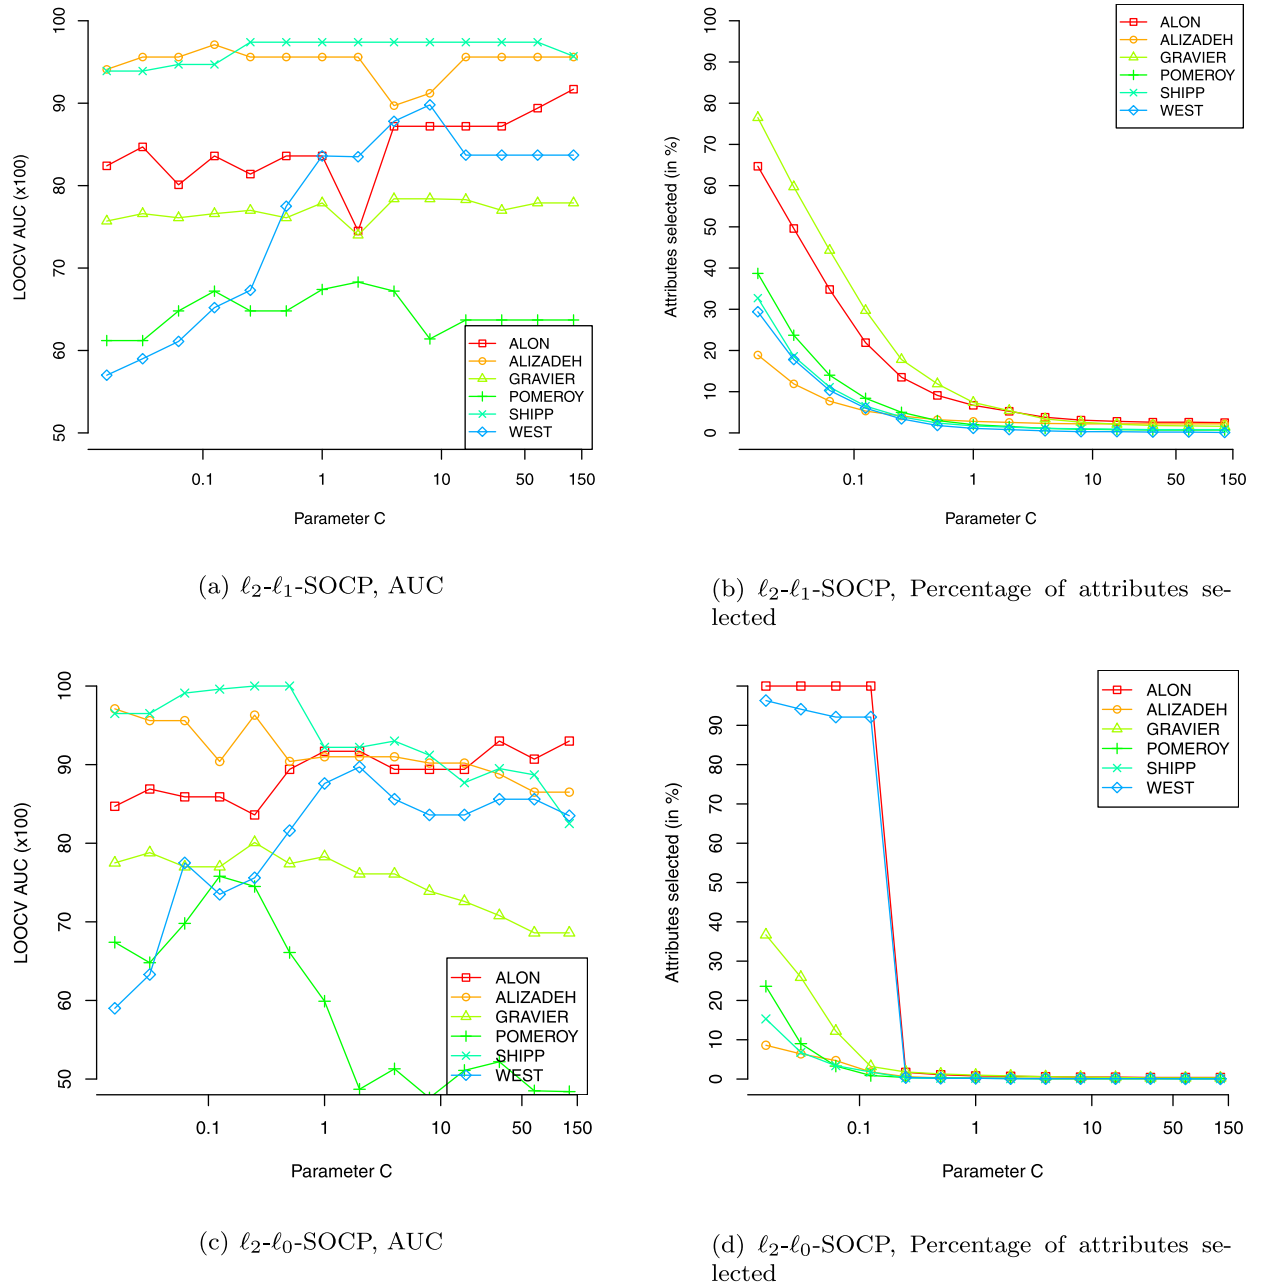 LOOCV AUC (x100)
100
90
80
70
60
50
ALON
ALIZADEH
GRAVIER
POMEROY
SHIPP
WEST
0.1 1 10 50 150
Parameter C
(a) ℓ2-ℓ1-SOCP, AUC
Attributes selected (in %)
100
90
80
70
60
50
40
30
20
10
0
ALON
ALIZADEH
GRAVIER
POMEROY
SHIPP
WEST
0.1 1 10 50 150
Parameter C
(b) ℓ2-ℓ1-SOCP, Percentage of attributes se-
lected
LOOCV AUC (x100)
100
90
80
70
60
50
ALON
ALIZADEH
GRAVIER
POMEROY
SHIPP
WEST
0.1 1 10 50 150
Parameter C
(c) ℓ2-ℓ0-SOCP, AUC
Attributes selected (in %)
100
90
80
70
60
50
40
30
20
10
0
ALON
ALIZADEH
GRAVIER
POMEROY
SHIPP
WEST
0.1 1 10 50 150
Parameter C
(d) ℓ2-ℓ0-SOCP, Percentage of attributes se-
lected